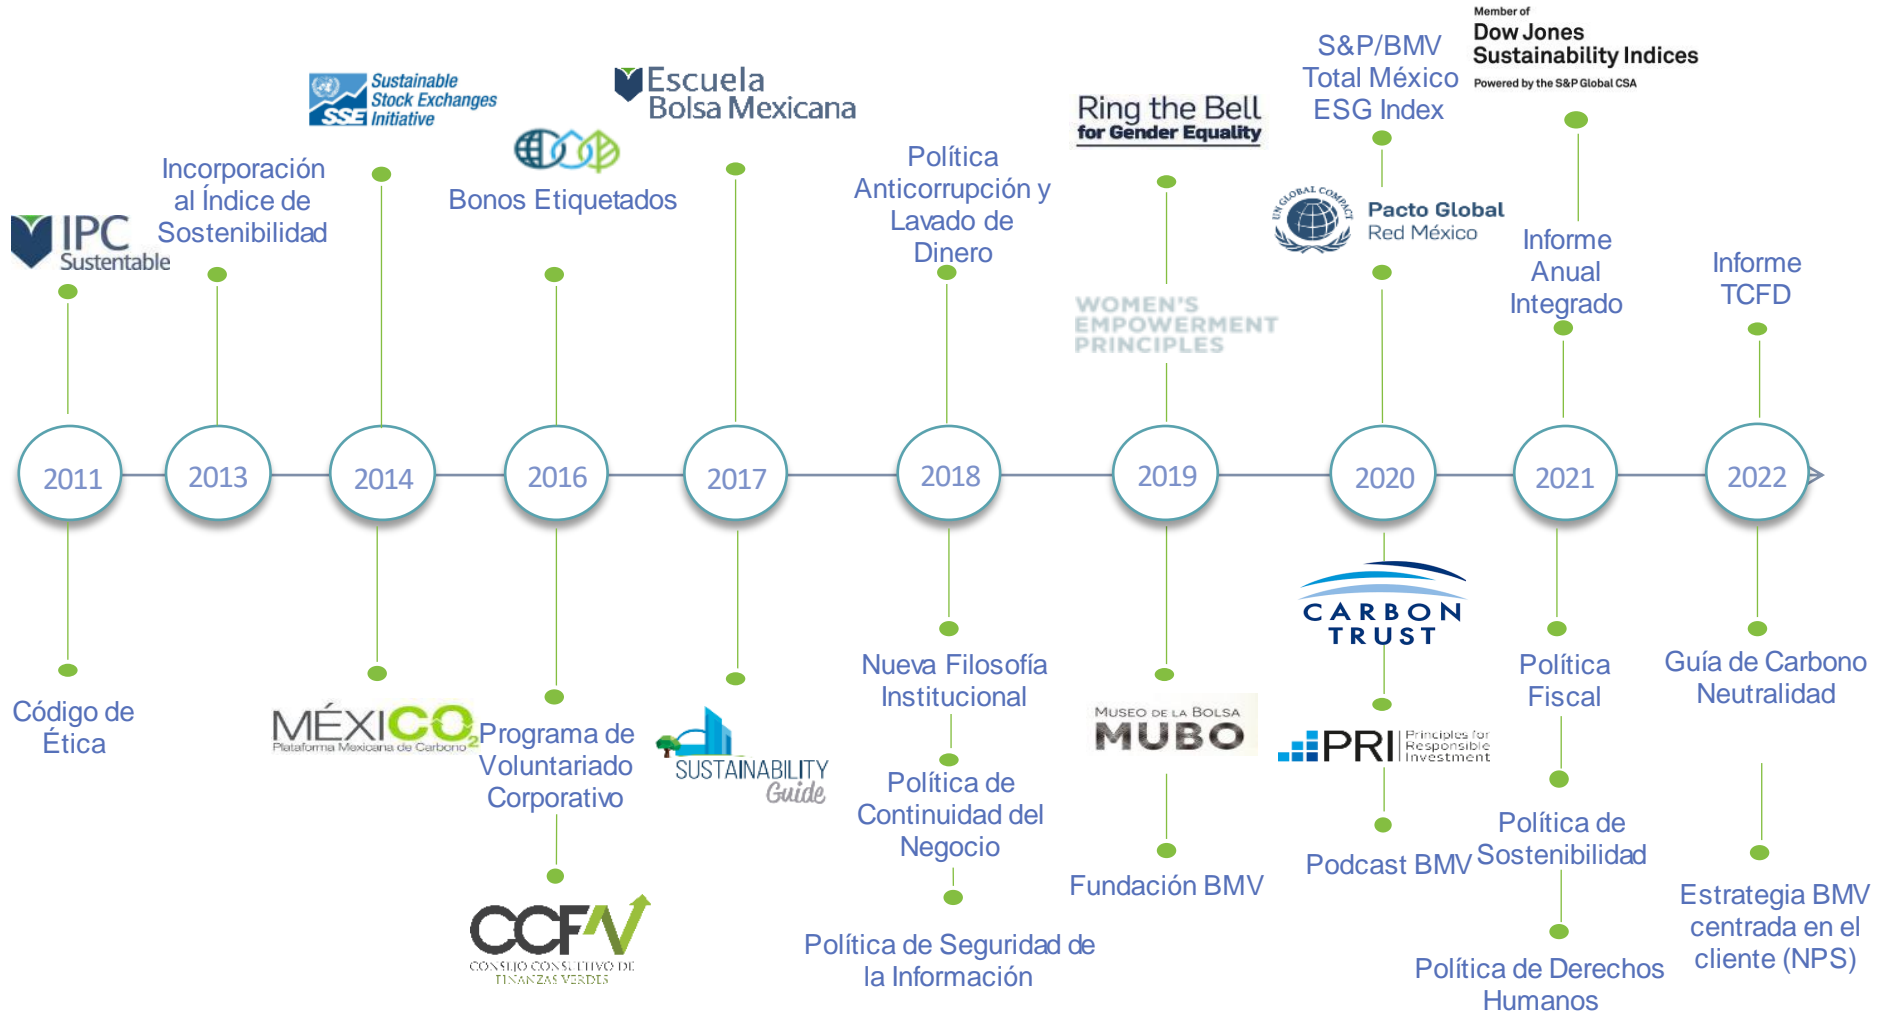 IPC
Sustentable
Incorporación
al Índice de
Sostenibilidad
SSE
Sustainable
Stock Exchanges
Initiative
Bonos Etiquetados
Escuela
Bolsa Mexicana
Política
Anticorrupción y
Lavado de
Dinero
Ring the Bell
for Gender Equality
WOMEN'S
EMPOWERMENT
PRINCIPLES
S&P/BMV
Total México
ESG Index
UN GLOBAL COMPACT
Pacto Global
Red México
Member of
Dow Jones
Sustainability Indices
Powered by the S&P Global CSA
Informe
Anual
Integrado
Informe
TCFD
2011
2013
2014
2016
2017
2018
2019
2020
2021
2022
Código de
Ética
MÉXICO2
Plataforma Mexicana de Carbono
Programa de
Voluntariado
Corporativo
CCFV
CONSEJO CONSULTIVO DE
FINANZAS VERDES
SUSTAINABILITY
Guide
Nueva Filosofía
Institucional
Política de
Continuidad del
Negocio
Política de Seguridad de
la Información
MUSEO DE LA BOLSA
MUBO
Fundación BMV
CARBON
TRUST
PRI
Principles for
Responsible
Investment
Podcast BMV
Política
Fiscal
Política de
Sostenibilidad
Política de Derechos
Humanos
Guía de Carbono
Neutralidad
Estrategia BMV
centrada en el
cliente (NPS)